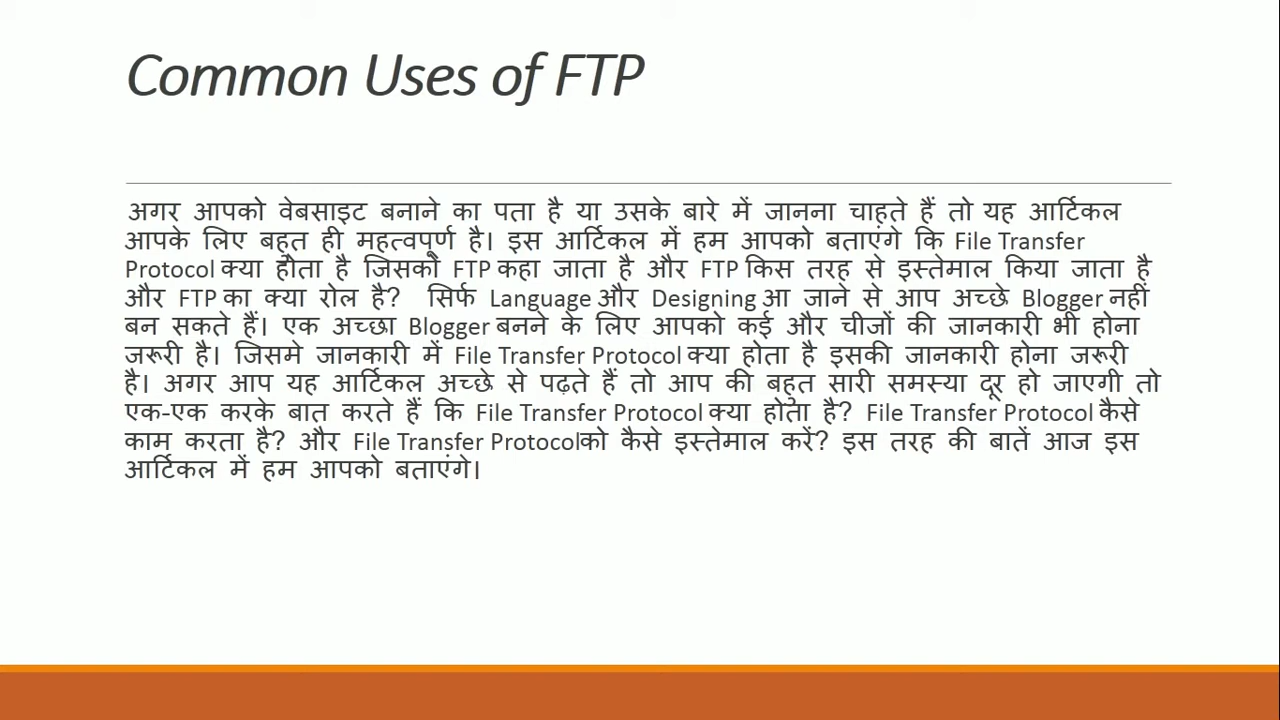 Common Uses of FTP
अगर आपको वेबसाइट बनाने का पता है या उसके बारे में जानना चाहते हैं तो यह आर्टिकल
आपके लिए बहुत ही महत्वपूर्ण है। इस आर्टिकल में हम आपको बताएंगे कि File Transfer
Protocol क्या होता है जिसको FTP कहा जाता है और FTP किस तरह से इस्तेमाल किया जाता है
और FTP का क्या रोल है? सिर्फ Language और Designing आ जाने से आप अच्छे Blogger नहीं
बन सकते हैं। एक अच्छा Blogger बनने के लिए आपको कई और चीजों की जानकारी भी होना
जरूरी है। जिसमे जानकारी में File Transfer Protocol क्या होता है इसकी जानकारी होना जरूरी
है। अगर आप यह आर्टिकल अच्छे से पढ़ते हैं तो आप की बहुत सारी समस्या दूर हो जाएगी तो
एक-एक करके बात करते हैं कि File Transfer Protocol क्या होता है? File Transfer Protocol कैसे
काम करता है? और File Transfer Protocolको कैसे इस्तेमाल करें? इस तरह की बातें आज इस
आर्टिकल में हम आपको बताएंगे।